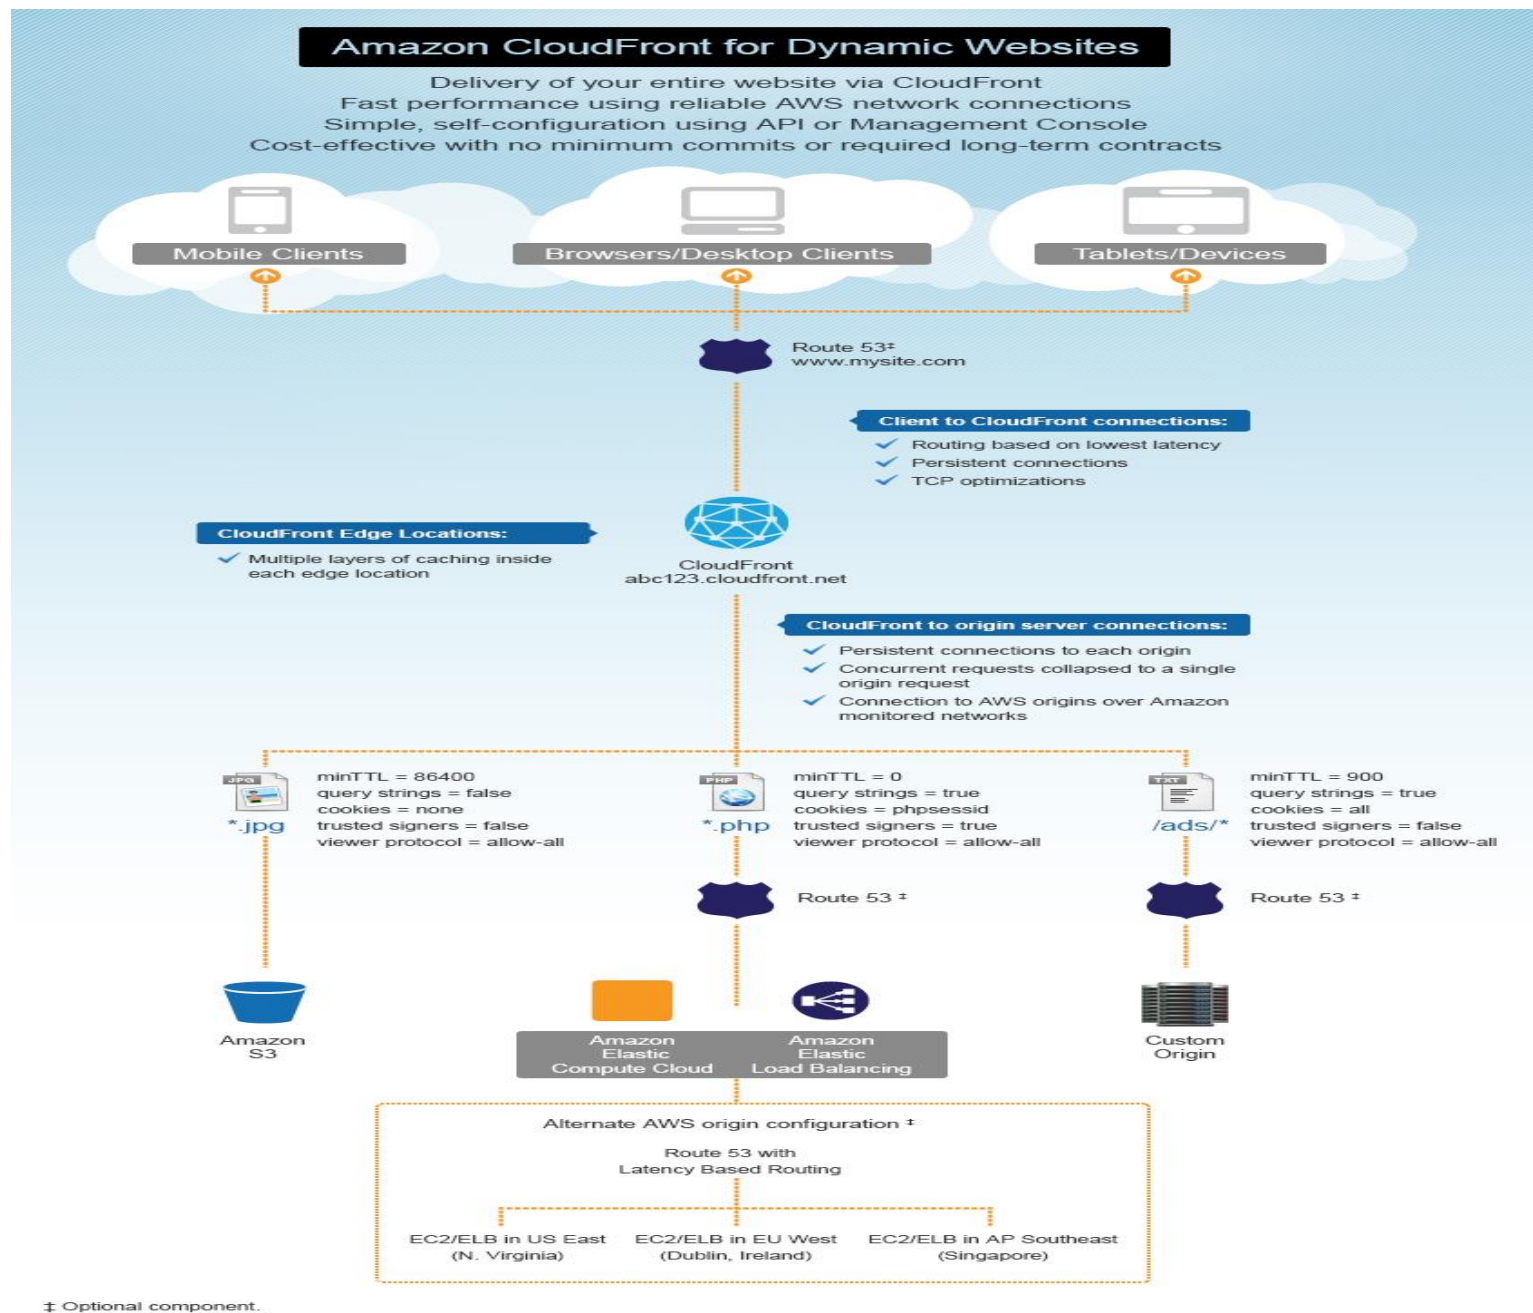 Amazon CloudFront for Dynamic Websites
Delivery of your entire website via CloudFront
Fast performance using reliable AWS network connections
Simple, self-configuration using API or Management Console
Cost-effective with no minimum commits or required long-term contracts
Mobile Clients
Browsers/Desktop Clients
Tablets/Devices
Route 53‡
www.mysite.com
Client to CloudFront connections:
Routing based on lowest latency
Persistent connections
TCP optimizations
CloudFront Edge Locations:
Multiple layers of caching inside
each edge location
CloudFront
abc123.cloudfront.net
CloudFront to origin server connections:
Persistent connections to each origin
Concurrent requests collapsed to a single
origin request
Connection to AWS origins over Amazon
monitored networks
JPG
*.jpg
minTTL = 86400
query strings = false
cookies = none
trusted signers = false
viewer protocol = allow-all
PHP
*.php
minTTL = 0
query strings = true
cookies = phpsessid
trusted signers = true
viewer protocol = allow-all
TXT
/ads/*
minTTL = 900
query strings = true
cookies = all
trusted signers = false
viewer protocol = allow-all
Route 53 ‡
Route 53 ‡
Amazon
S3
Amazon
Elastic
Compute Cloud
Amazon
Elastic
Load Balancing
Custom
Origin
Alternate AWS origin configuration ‡
Route 53 with
Latency Based Routing
EC2/ELB in US East
(N. Virginia)
EC2/ELB in EU West
(Dublin, Ireland)
EC2/ELB in AP Southeast
(Singapore)
‡ Optional component.